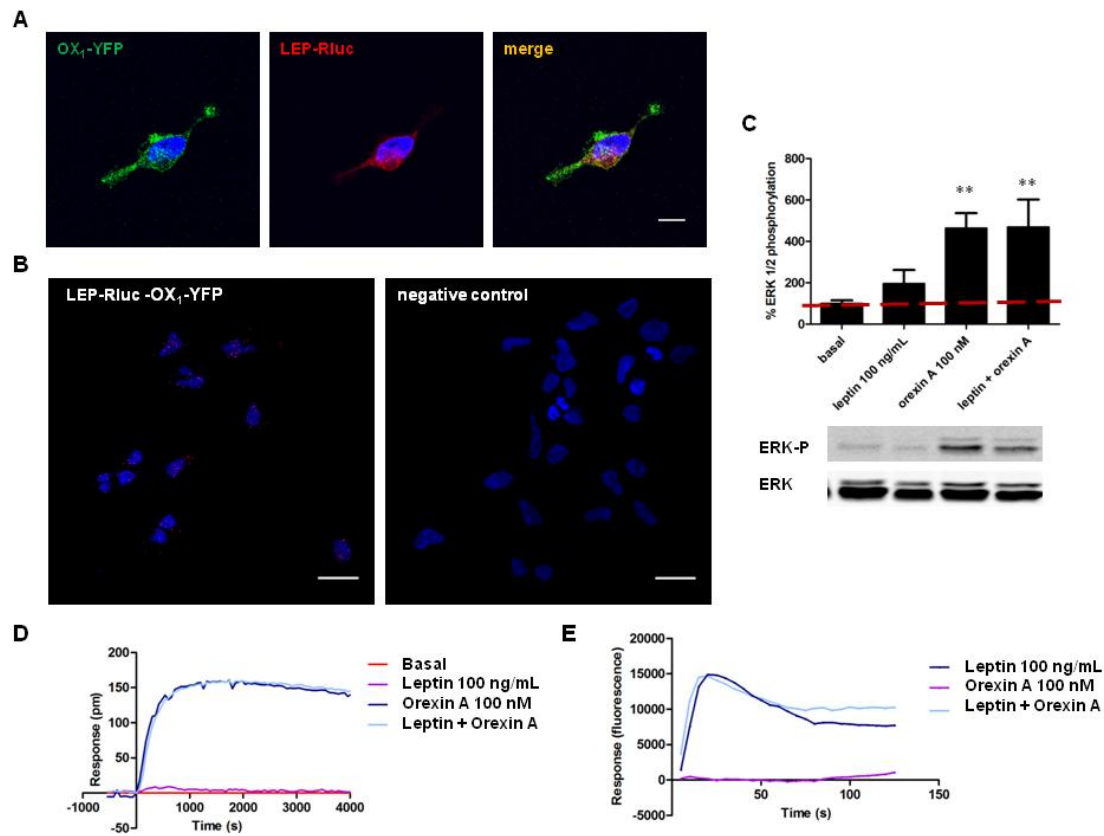 A
OX₁-YFP
LEP-Rluc
merge
B
LEP-Rluc -OX₁-YFP
negative control
C
% ERK 1/2 phosphorylation
800
600
400
200
0
**
**
basal
leptin 100 ng/mL
orexin A 100 nM
leptin + orexin A
ERK-P
ERK
D
Response (pm)
200
150
100
50
-50
-1000
0
1000
2000
3000
4000
Time (s)
Basal
Leptin 100 ng/mL
Orexin A 100 nM
Leptin + Orexin A
E
Response (fluorescence)
20000
15000
10000
5000
0
-5000
50
100
150
Time (s)
Leptin 100 ng/mL
Orexin A 100 nM
Leptin + Orexin A